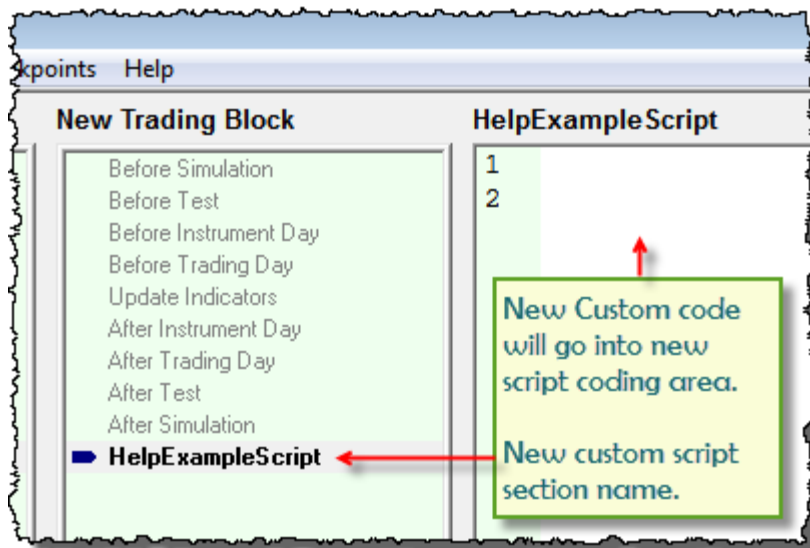 kpoints Help
New Trading Block
HelpExampleScript
Before Simulation
Before Test
Before Instrument Day
Before Trading Day
Update Indicators
After Instrument Day
After Trading Day
After Test
After Simulation
HelpExampleScript
1
2
New Custom code
will go into new
script coding area.
New custom script
section name.